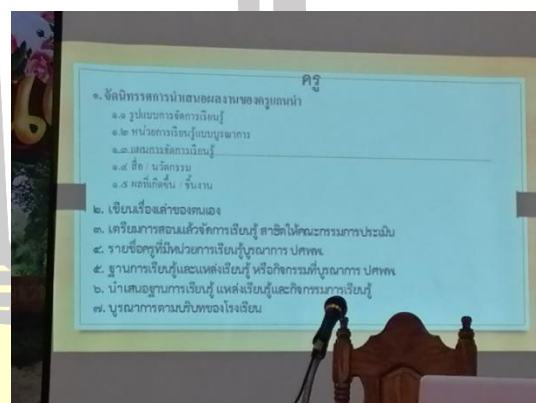 ครู
๑. จัดนิทรรศการนำเสนอผลงานของครูแกนนำ
๑.๑ รูปแบบการจัดการเรียนรู้
๑.๒ หน่วยการเรียนรู้แบบบูรณาการ
๑.๓ แผนการจัดการเรียนรู้
๑.๔ สื่อ / นวัตกรรม
๑.๕ ผลที่เกิดขึ้น / ชิ้นงาน
๒. เขียนเรื่องเล่าของตนเอง
๓. เตรียมการสอนแล้วจัดการเรียนรู้ สาธิตให้คณะกรรมการประเมิน
๔. รายชื่อครูที่มีหน่วยการเรียนรู้บูรณาการ ปศพพ.
๕. ฐานการเรียนรู้และแหล่งเรียนรู้ หรือกิจกรรมที่บูรณาการ ปศพพ.
๖. นำเสนอฐานการเรียนรู้ แหล่งเรียนรู้และกิจกรรมการเรียนรู้
๗. บูรณาการตามบริบทของโรงเรียน